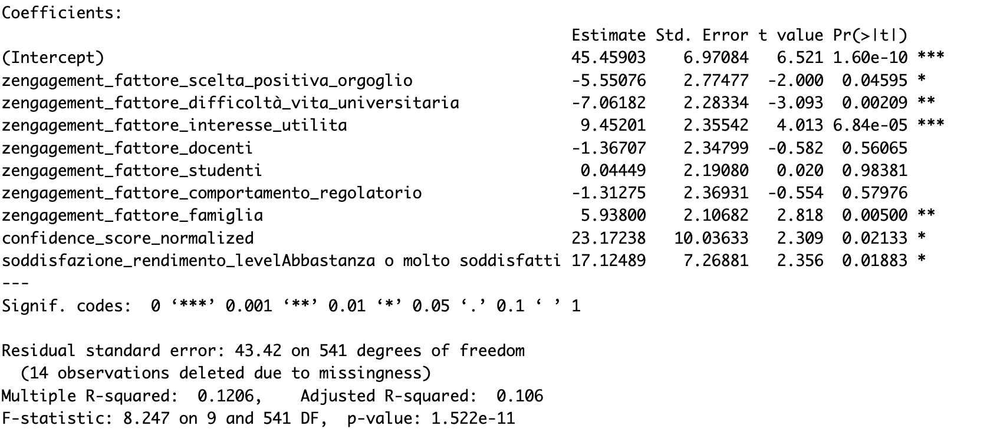 Coefficients:
                                                         Estimate Std. Error t value Pr(>|t|)
(Intercept)                                              45.45903    6.97084   6.521 1.60e-10 ***
zengagement_fattore_scelta_positiva_orgoglio             -5.55076    2.77477  -2.000  0.04595 *
zengagement_fattore_difficoltà_vita_universitaria        -7.06182    2.28334  -3.093  0.00209 **
zengagement_fattore_interesse_utilita                     9.45201    2.35542   4.013 6.84e-05 ***
zengagement_fattore_docenti                              -1.36707    2.34799  -0.582  0.56065
zengagement_fattore_studenti                              0.04449    2.19080   0.020  0.98381
zengagement_fattore_comportamento_regolatorio            -1.31275    2.36931  -0.554  0.57976
zengagement_fattore_famiglia                              5.93800    2.10682   2.818  0.00500 **
confidence_score_normalized                              23.17238   10.03633   2.309  0.02133 *
soddisfazione_rendimento_levelAbbastanza o molto soddisfatti 17.12489    7.26881   2.356  0.01883 *
---
Signif. codes:  0 ‘***’ 0.001 ‘**’ 0.01 ‘*’ 0.05 ‘.’ 0.1 ‘ ’ 1
Residual standard error: 43.42 on 541 degrees of freedom
  (14 observations deleted due to missingness)
Multiple R-squared:  0.1206,    Adjusted R-squared:  0.106
F-statistic: 8.247 on 9 and 541 DF,  p-value: 1.522e-11